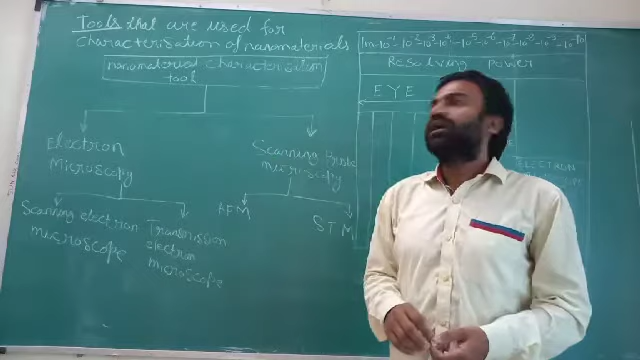 Tools that are used for
characterisation of nanomaterials
nanomaterial characterisation
tool
Electron
Microscopy
Scanning Probe
microscopy
Scanning electron
microscope
Transmission
electron
microscope
AFM
STM
Resolving power
EYE
ELECTRON